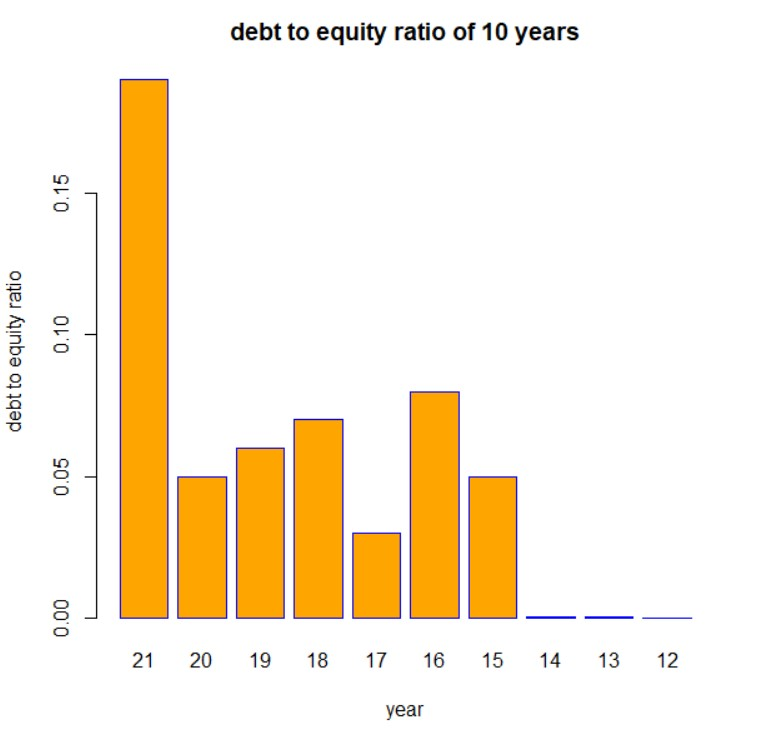 debt to equity ratio of 10 years
debt to equity ratio
0.15
0.10
0.05
0.00
21 20 19 18 17 16 15 14 13 12
year